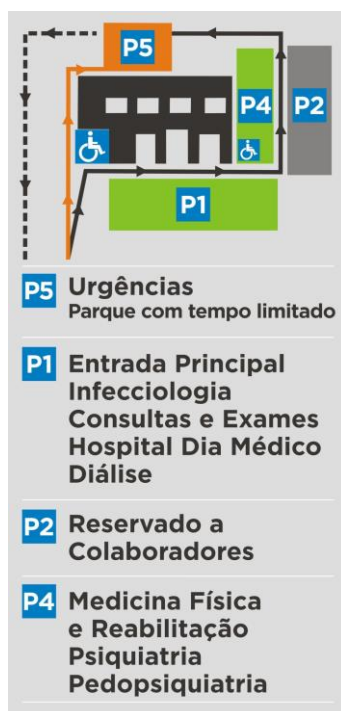 P5
P4 P2
P1
P5 Urgências
Parque com tempo limitado
P1 Entrada Principal
Infecciologia
Consultas e Exames
Hospital Dia Médico
Diálise
P2 Reservado a
Colaboradores
P4 Medicina Física
e Reabilitação
Psiquiatria
Pedopsiquiatria